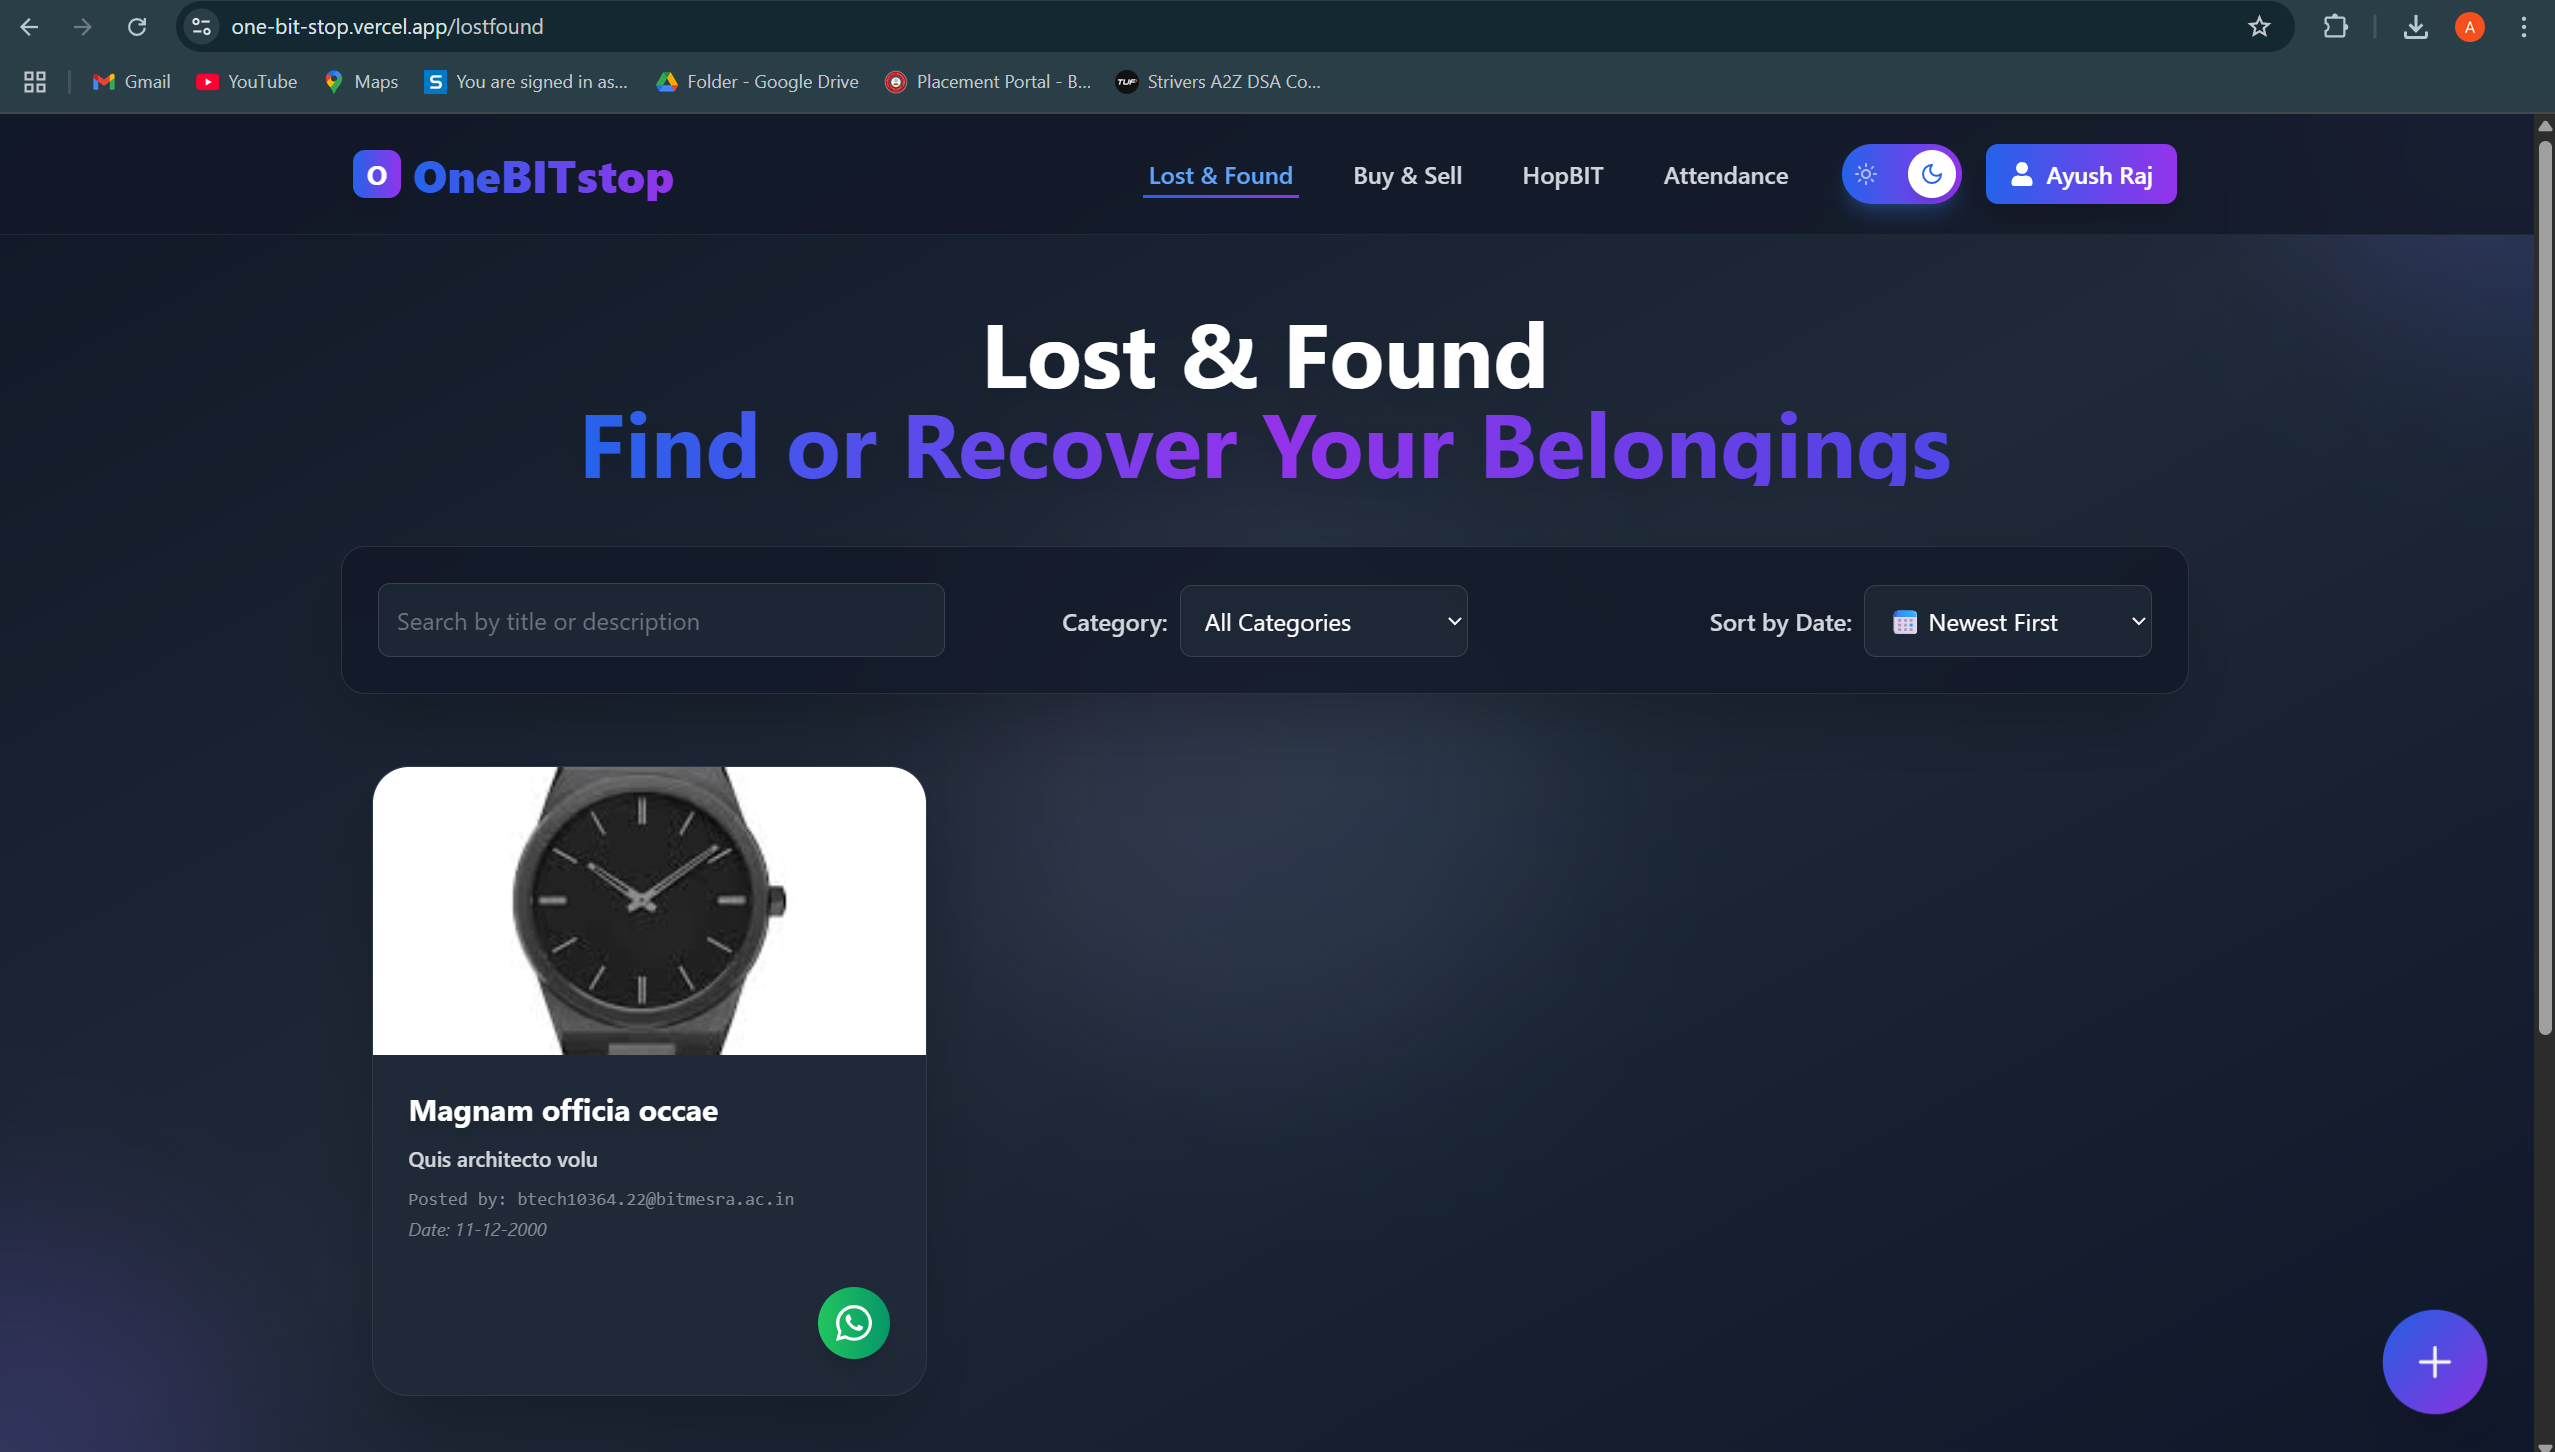 one-bit-stop.vercel.app/lostfound
A
Gmail
YouTube
Maps
S
You are signed in as...
Folder - Google Drive
Placement Portal - B...
TUF
Strivers A2Z DSA Co...
O
OneBITstop
Lost & Found
Buy & Sell
HopBIT
Attendance
Ayush Raj
Lost & Found
Find or Recover Your Belongings
Search by title or description
Category:
All Categories
Sort by Date:
Newest First
Magnam officia occae
Quis architecto volu
Posted by: btech10364.22@bitmesra.ac.in
Date: 11-12-2000